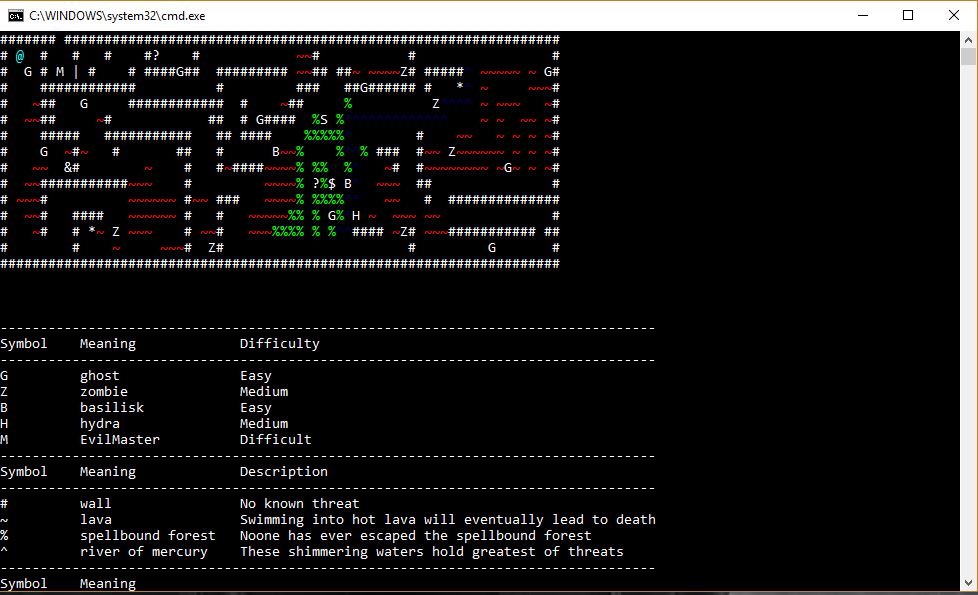 ####### ##############################################################
# @  #   #   #    #?    #            ~~#           #                 #
#  G # M | #    # ####G##  ######### ~~## ##~ ~~~~Z# #####  ~~~~~ ~ G#
#    ############          #         ###   ##G###### #   *  ~     ~~~#
#   ~##   G     ############  #    ~##     %          Z     ~ ~~~   ~#
#  ~~##     ~#            ##  # G####  %S %                 ~ ~  ~~ ~#
#    #####   ###########   ## ####    %%%%%         #    ~~   ~ ~ ~ ~#
#    G  ~#~   #       ##   #      B~~%    %  % ###  #~~ Z~~~~~~ ~ ~ ~#
#   ~~  &#         ~    #   #~####~~~~% %%  %    ~#  #~~~~~~~~~G~ ~ ~#
#  ~~###########~~~    #         ~~~~% ?%$ B   ~~~  ##               #
# ~~~#          ~~~~~~ #~~ ###   ~~~~% %%%%     ~~   #  ##############
#  ~~#   ####   ~~~~~~ #   #   ~~~~~%% % G% H ~  ~~~ ~~              #
#   ~#   # *~ Z ~~~    # ~~#   ~~~%%%% % %  #### ~Z# ~~~########### ##
#        #    ~     ~~~#  Z#                       #         G       #
######################################################################
----------------------------------------------------------------------------------
Symbol    Meaning             Difficulty
----------------------------------------------------------------------------------
G         ghost               Easy
Z         zombie              Medium
B         basilisk            Easy
H         hydra               Medium
M         EvilMaster          Difficult
----------------------------------------------------------------------------------
Symbol    Meaning             Description
----------------------------------------------------------------------------------
#         wall                No known threat
~         lava                Swimming into hot lava will eventually lead to death
%         spellbound forest   Noone has ever escaped the spellbound forest
^         river of mercury    These shimmering waters hold greatest of threats
----------------------------------------------------------------------------------
Symbol    Meaning
C:\WINDOWS\system32\cmd.exe